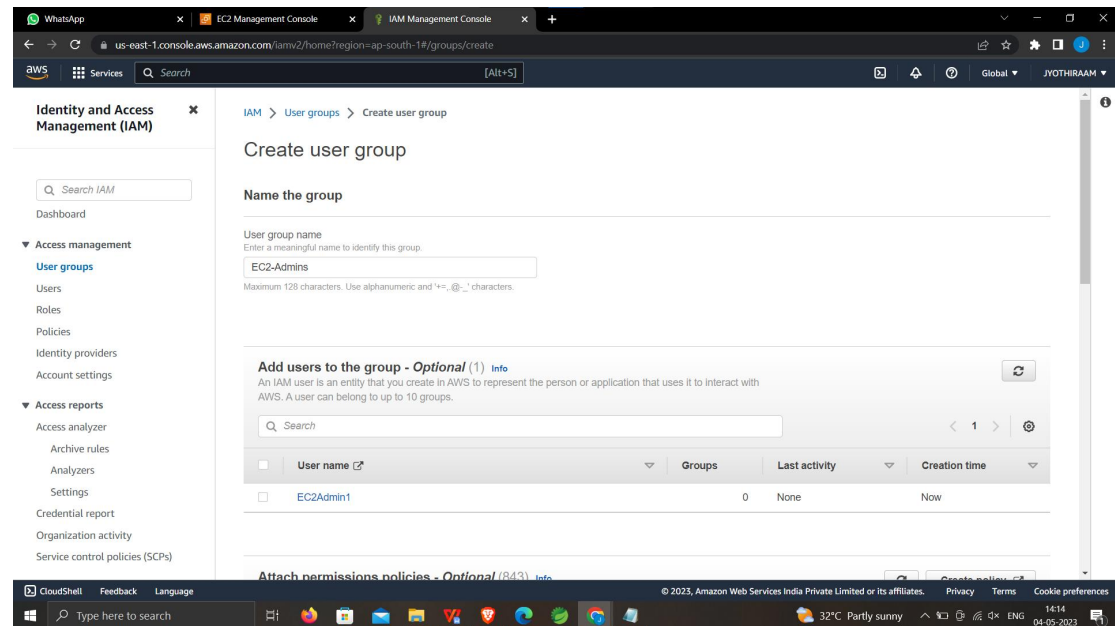 WhatsApp
EC2 Management Console
IAM Management Console
us-east-1.console.aws.amazon.com/iamv2/home?region=ap-south-1#/groups/create
J
aws
Services
Search
[Alt+S]
Global
JYOTHIRAAM
Identity and Access
Management (IAM)
Search IAM
Dashboard
Access management
User groups
Users
Roles
Policies
Identity providers
Account settings
Access reports
Access analyzer
Archive rules
Analyzers
Settings
Credential report
Organization activity
Service control policies (SCPs)
IAM > User groups > Create user group
Create user group
Name the group
User group name
Enter a meaningful name to identify this group.
EC2-Admins
Maximum 128 characters. Use alphanumeric and '+=,.@-_' characters.
Add users to the group - Optional (1) Info
An IAM user is an entity that you create in AWS to represent the person or application that uses it to interact with
AWS. A user can belong to up to 10 groups.
Search
1
User name Groups Last activity Creation time
EC2Admin1 0 None Now
Attach permissions policies - Optional (843) Info
Create policy
CloudShell Feedback Language
© 2023, Amazon Web Services India Private Limited or its affiliates. Privacy Terms Cookie preferences
Type here to search
32°C Partly sunny
ENG
14:14
04-05-2023
1